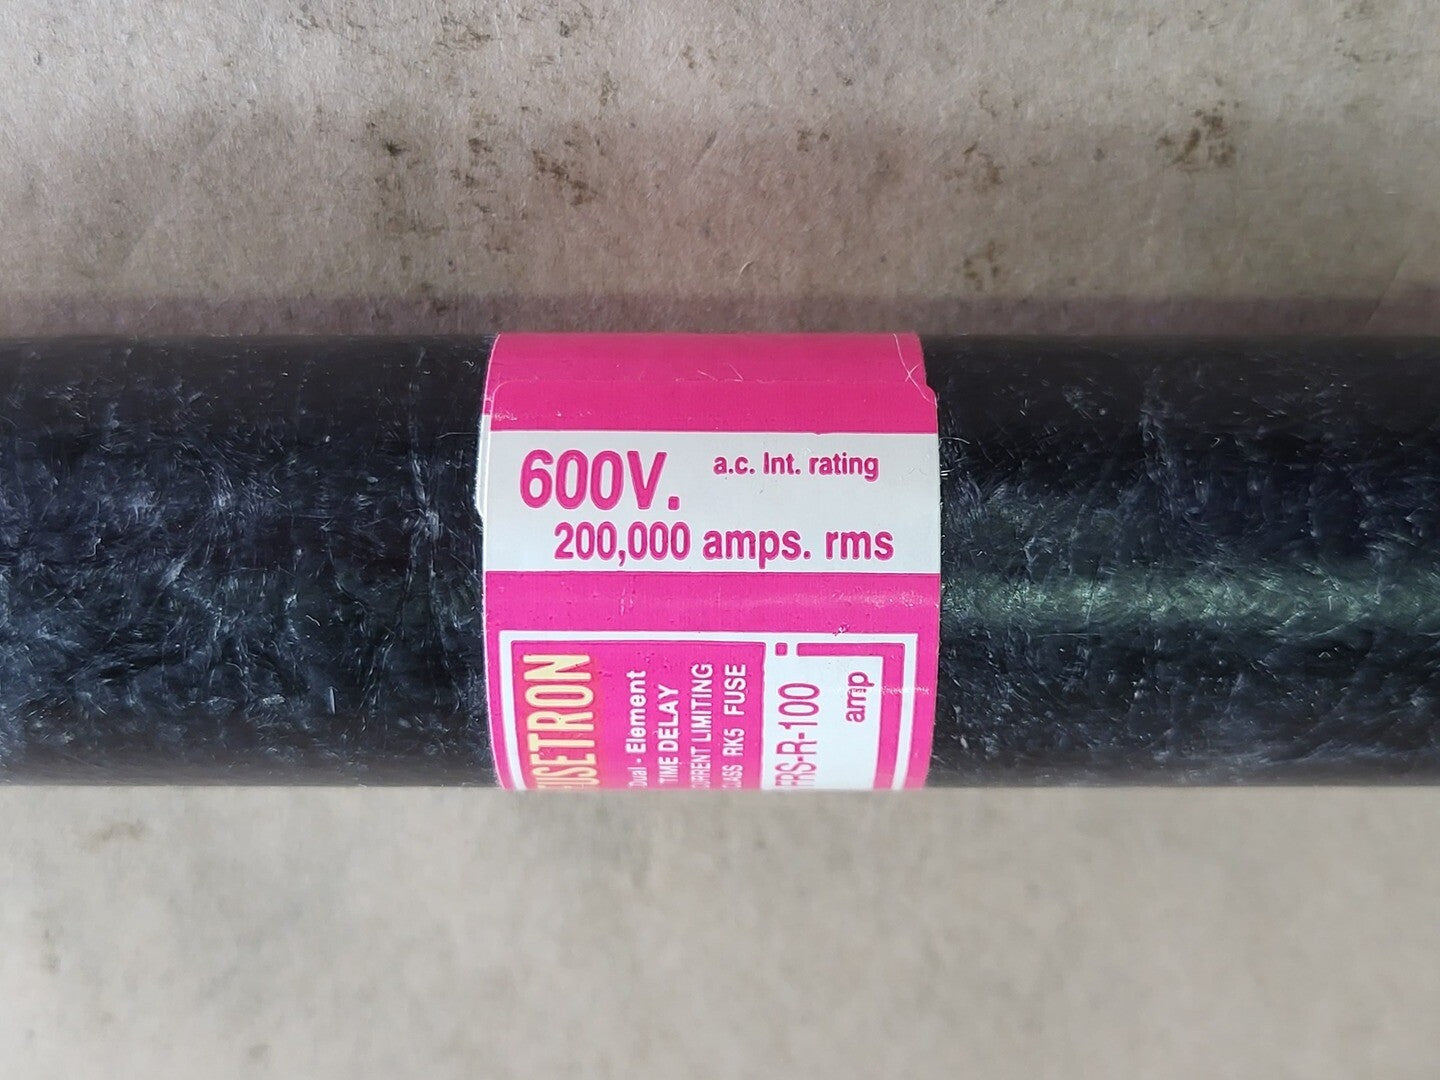 600V.
a.c. Int. rating
200,000 amps. rms
FUSETRON
Dual - Element
TIME DELAY
CURRENT LIMITING
CLASS RK5 FUSE
FRS-R-100
amp